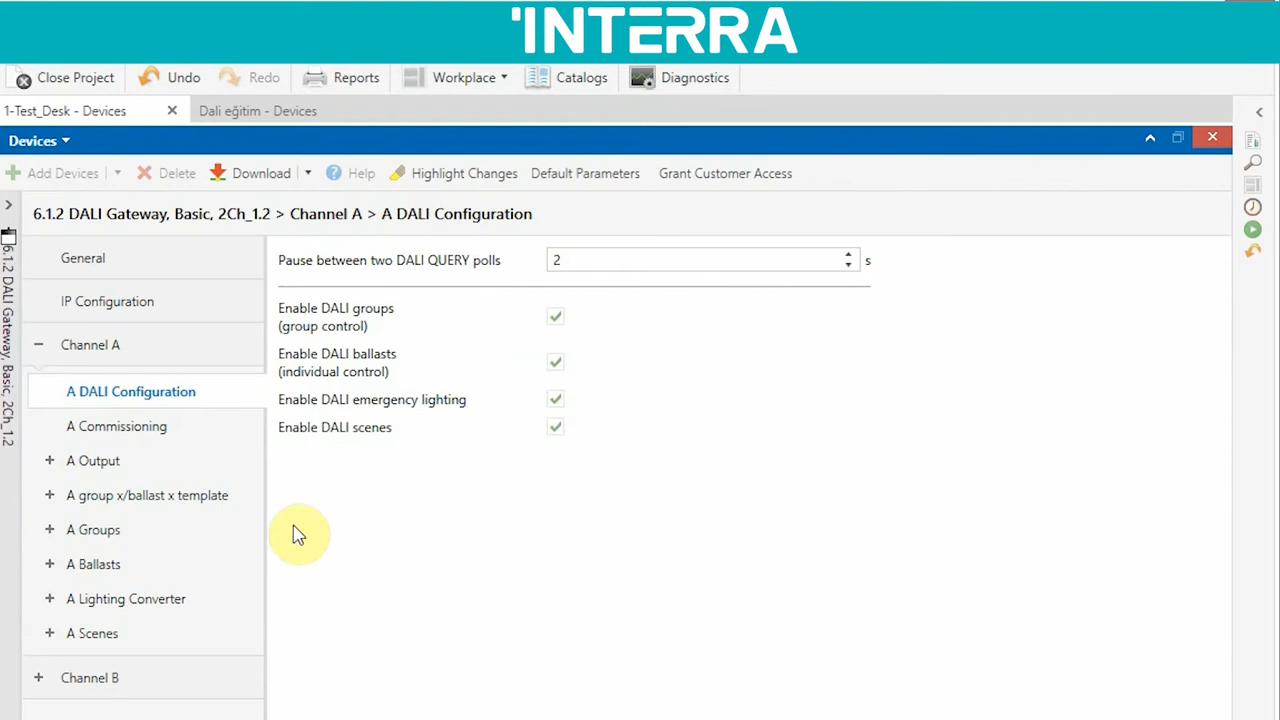 INTERRA
Close Project Undo Redo Reports Workplace Catalogs Diagnostics
1-Test_Desk - Devices Dali eğitim - Devices
Devices
Add Devices Delete Download Help Highlight Changes Default Parameters Grant Customer Access
6.1.2 DALI Gateway, Basic, 2Ch_1.2 > Channel A > A DALI Configuration
6.1.2 DALI Gateway, Basic, 2Ch_1.2
General
IP Configuration
Channel A
A DALI Configuration
A Commissioning
A Output
A group x/ballast x template
A Groups
A Ballasts
A Lighting Converter
A Scenes
Channel B
Pause between two DALI QUERY polls 2 s
Enable DALI groups
(group control)
Enable DALI ballasts
(individual control)
Enable DALI emergency lighting
Enable DALI scenes